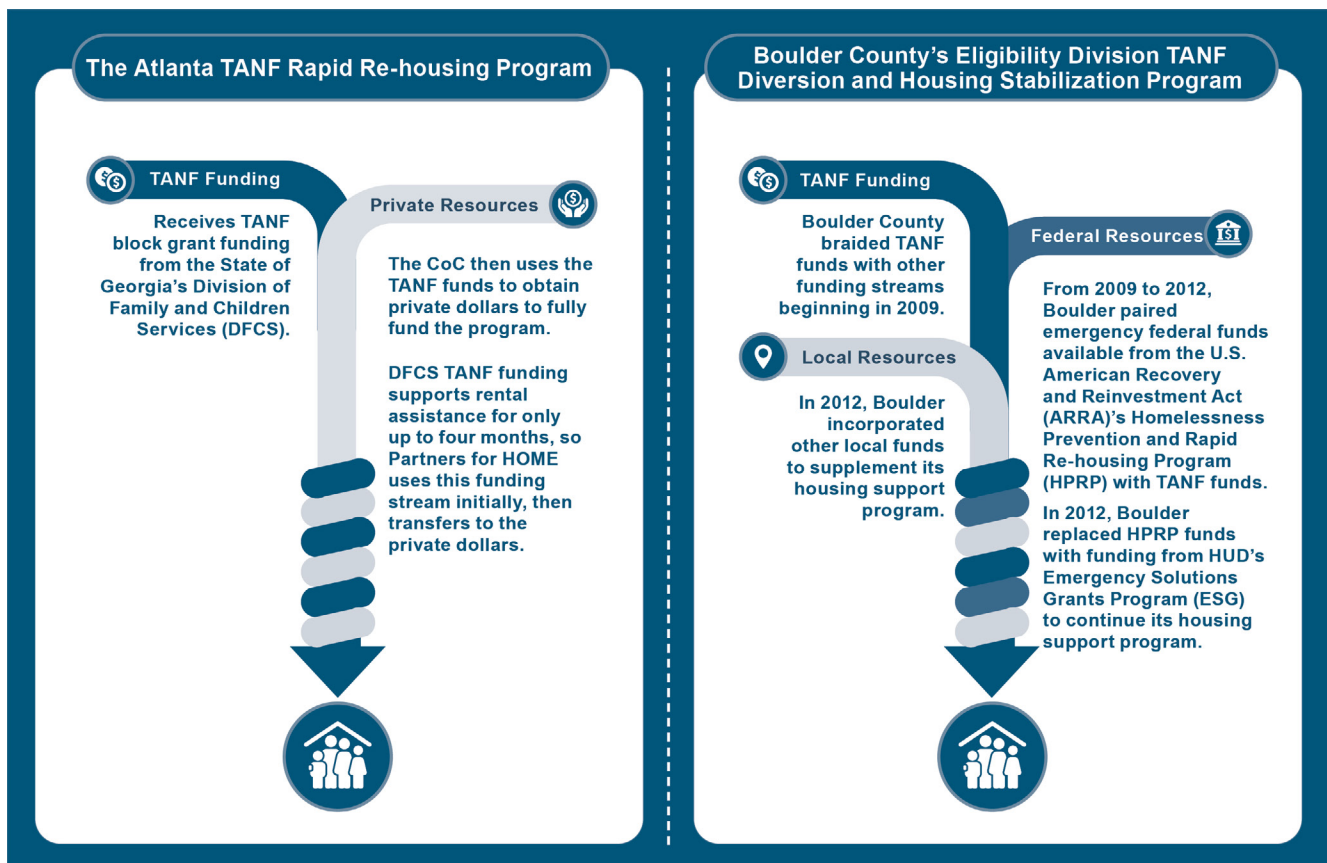 The Atlanta TANF Rapid Re-housing Program
TANF Funding
Receives TANF
block grant funding
from the State of
Georgia's Division of
Family and Children
Services (DFCS).
Private Resources
The CoC then uses the
TANF funds to obtain
private dollars to fully
fund the program.
DFCS TANF funding
supports rental
assistance for only
up to four months, so
Partners for HOME
uses this funding
stream initially, then
transfers to the
private dollars.
Boulder County's Eligibility Division TANF
Diversion and Housing Stabilization Program
TANF Funding
Boulder County
braided TANF
funds with other
funding streams
beginning in 2009.
Local Resources
In 2012, Boulder
incorporated
other local funds
to supplement its
housing support
program.
Federal Resources
From 2009 to 2012,
Boulder paired
emergency federal funds
available from the U.S.
American Recovery
and Reinvestment Act
(ARRA)'s Homelessness
Prevention and Rapid
Re-housing Program
(HPRP) with TANF funds.
In 2012, Boulder
replaced HPRP funds
with funding from HUD's
Emergency Solutions
Grants Program (ESG)
to continue its housing
support program.